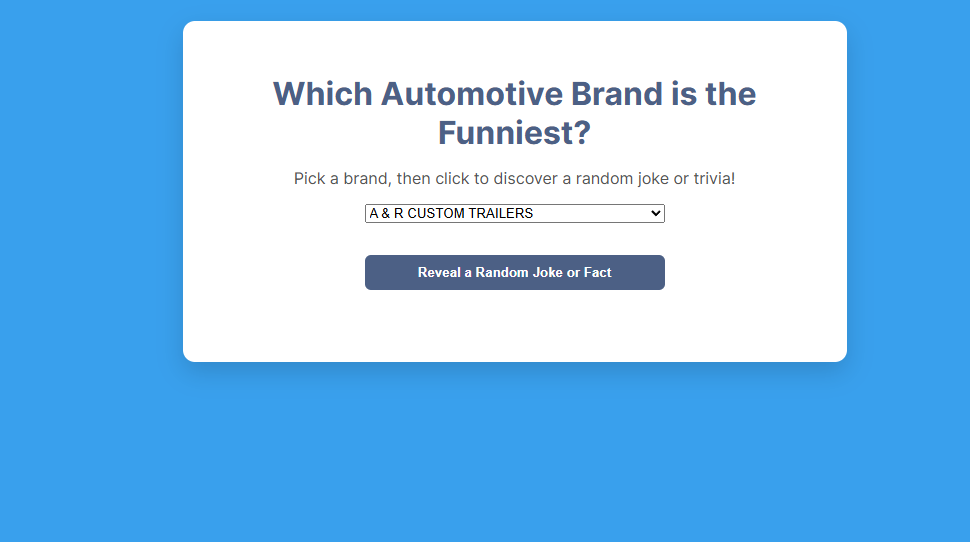 Which Automotive Brand is the
Funniest?
Pick a brand, then click to discover a random joke or trivia!
A & R CUSTOM TRAILERS
Reveal a Random Joke or Fact